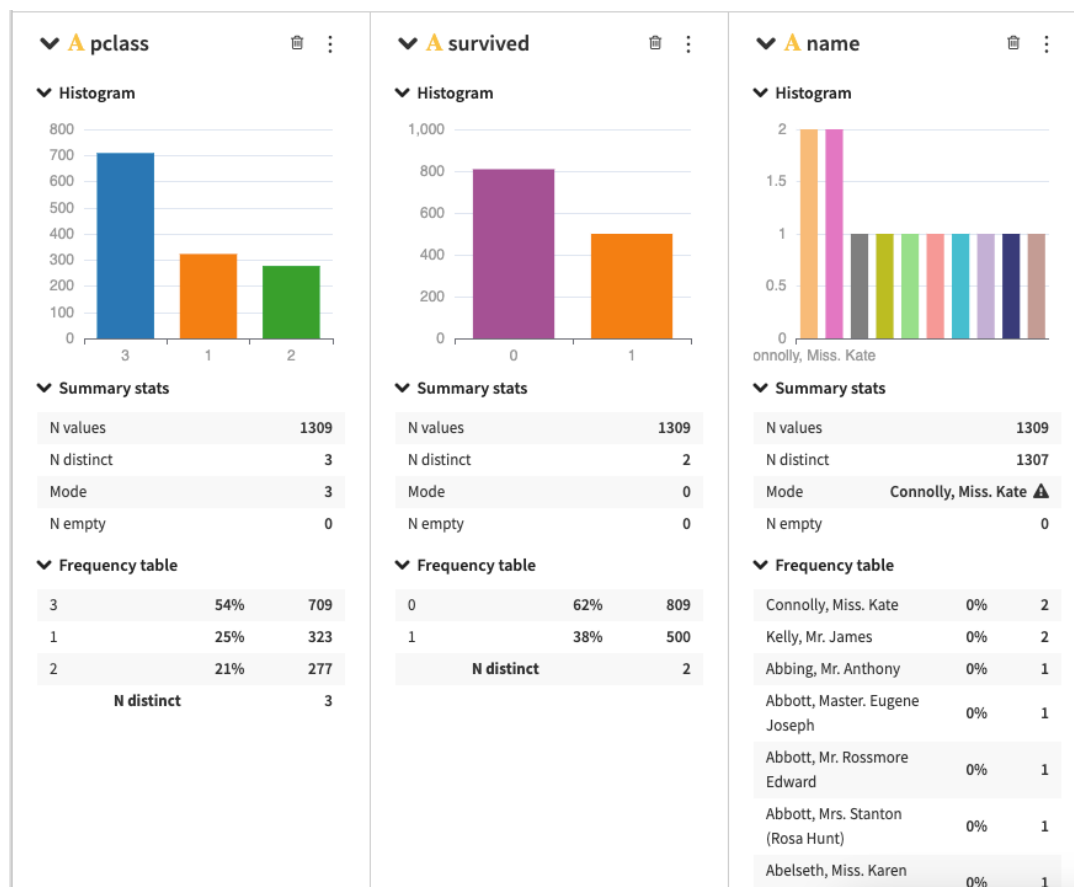 pclass
Histogram
800
700
600
500
400
300
200
100
0
3 1 2
Summary stats
N values 1309
N distinct 3
Mode 3
N empty 0
Frequency table
3 54% 709
1 25% 323
2 21% 277
N distinct 3
survived
Histogram
1,000
800
600
400
200
0
0 1
Summary stats
N values 1309
N distinct 2
Mode 0
N empty 0
Frequency table
0 62% 809
1 38% 500
N distinct 2
name
Histogram
2
1.5
1
0.5
0
onnolly, Miss. Kate
Summary stats
N values 1309
N distinct 1307
Mode Connolly, Miss. Kate
N empty 0
Frequency table
Connolly, Miss. Kate 0% 2
Kelly, Mr. James 0% 2
Abbing, Mr. Anthony 0% 1
Abbott, Master. Eugene
Joseph 0% 1
Abbott, Mr. Rossmore
Edward 0% 1
Abbott, Mrs. Stanton
(Rosa Hunt) 0% 1
Abelseth, Miss. Karen
0% 1